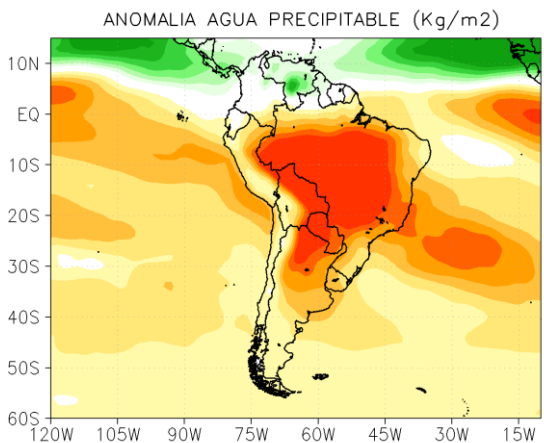 ANOMALIA AGUA PRECIPITABLE (Kg/m2)
10N
EQ
10S
20S
30S
40S
50S
60S
120W 105W 90W 75W 60W 45W 30W 15W